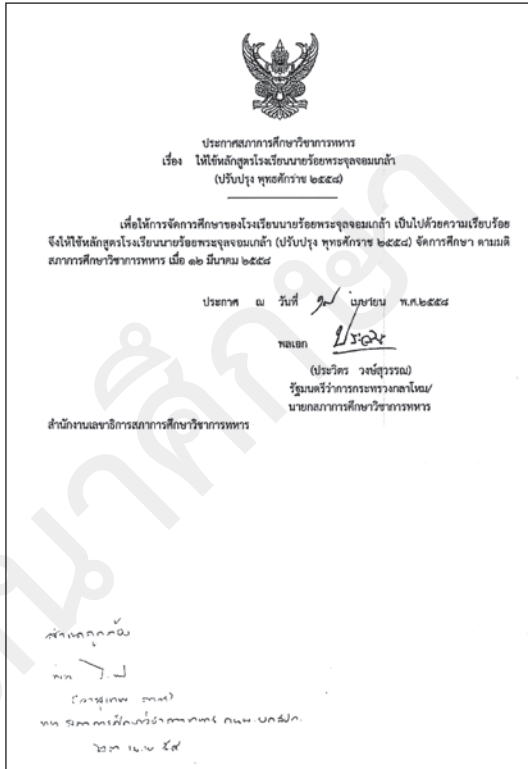 ประกาศสภาการศึกษาวิชาการทหาร
เรื่อง ให้ใช้หลักสูตรโรงเรียนนายร้อยพระจุลจอมเกล้า
(ปรับปรุง พุทธศักราช ๒๕๕๘)
เพื่อให้การจัดการศึกษาของโรงเรียนนายร้อยพระจุลจอมเกล้า เป็นไปด้วยความเรียบร้อย
จึงให้ใช้หลักสูตรโรงเรียนนายร้อยพระจุลจอมเกล้า (ปรับปรุง พุทธศักราช ๒๕๕๘) จัดการศึกษา ตามมติ
สภาการศึกษาวิชาการทหาร เมื่อ ๑๒ มีนาคม ๒๕๕๘
ประกาศ ณ วันที่ ๑๗ เมษายน พ.ศ.๒๕๕๘
พลเอก
(ประวิตร วงษ์สุวรรณ)
รัฐมนตรีว่าการกระทรวงกลาโหม/
นายกสภาการศึกษาวิชาการทหาร
สำนักงานเลขาธิการสภาการศึกษาวิชาการทหาร
สำเนาถูกต้อง
๒๓ เม.ย. ๕๘